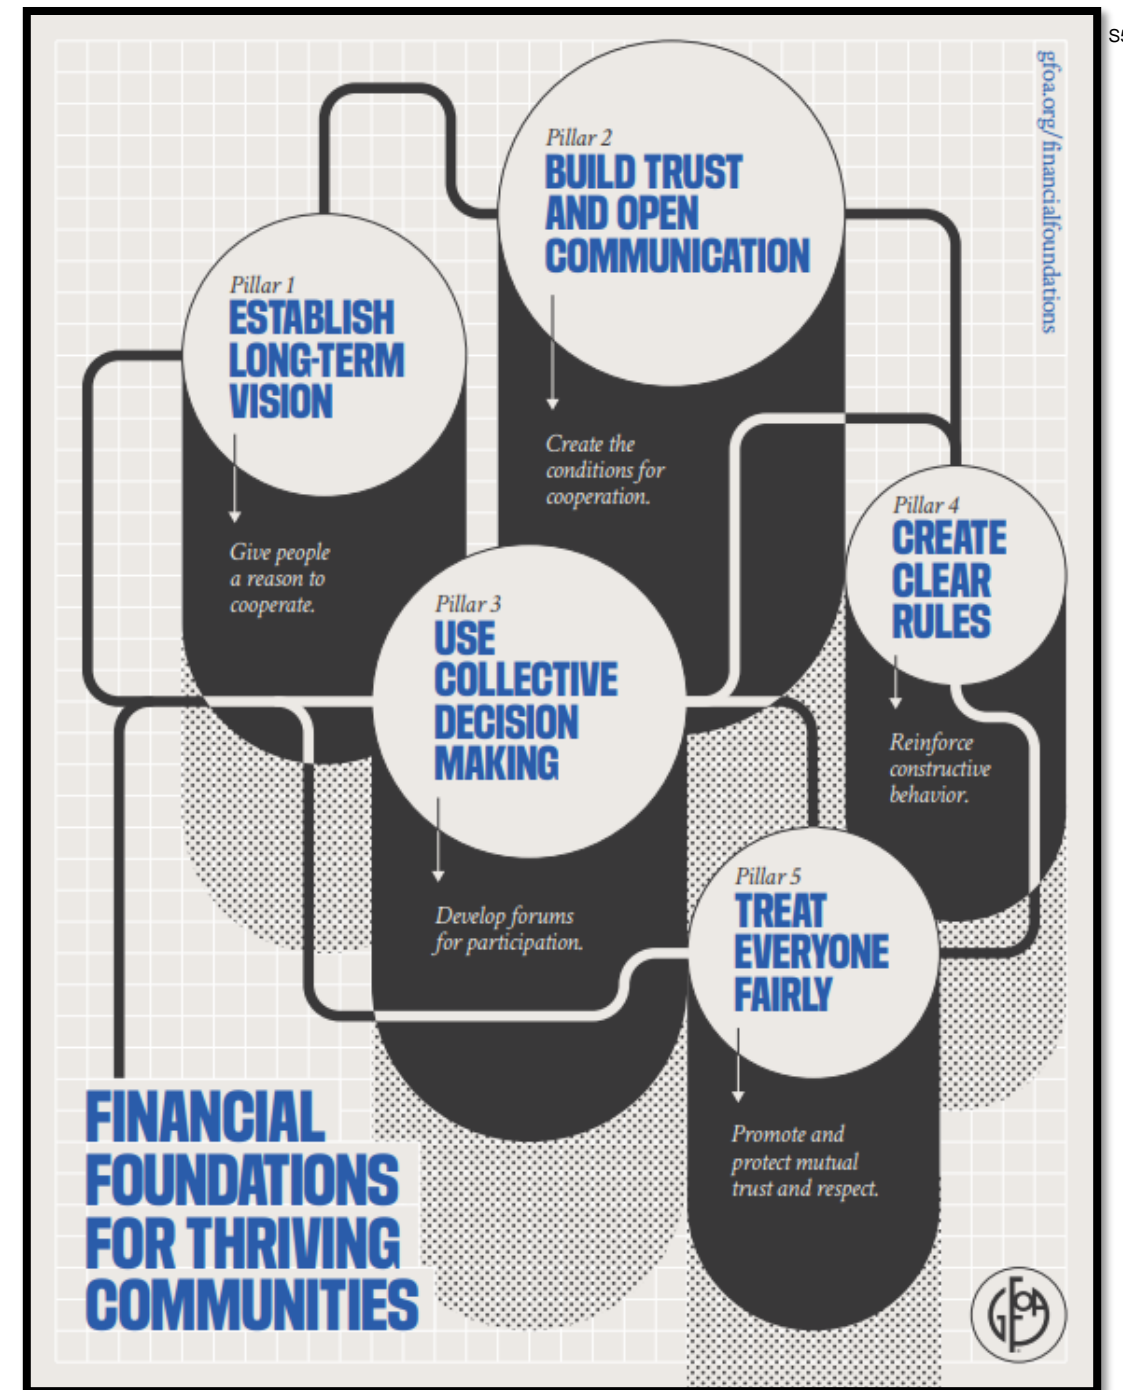 S5
gfoa.org/financialfoundations
Pillar 1
ESTABLISH
LONG-TERM
VISION
Give people
a reason to
cooperate.
Pillar 2
BUILD TRUST
AND OPEN
COMMUNICATION
Create the
conditions for
cooperation.
Pillar 3
USE
COLLECTIVE
DECISION
MAKING
Develop forums
for participation.
Pillar 4
CREATE
CLEAR
RULES
Reinforce
constructive
behavior.
Pillar 5
TREAT
EVERYONE
FAIRLY
Promote and
protect mutual
trust and respect.
FINANCIAL
FOUNDATIONS
FOR THRIVING
COMMUNITIES
GFOA